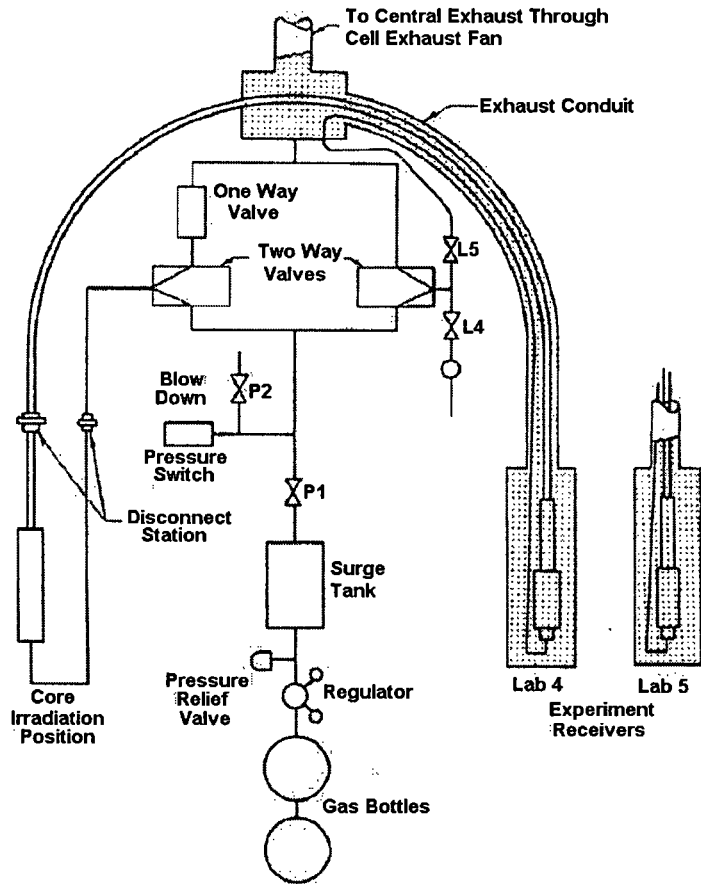 To Central Exhaust Through
Cell Exhaust Fan
Exhaust Conduit
One Way
Valve
Two Way
Valves
L5
L4
Blow
Down
P2
Pressure
Switch
P1
Disconnect
Station
Surge
Tank
Pressure
Relief
Valve
Regulator
Core
Irradiation
Position
Lab 4
Lab 5
Experiment
Receivers
Gas Bottles